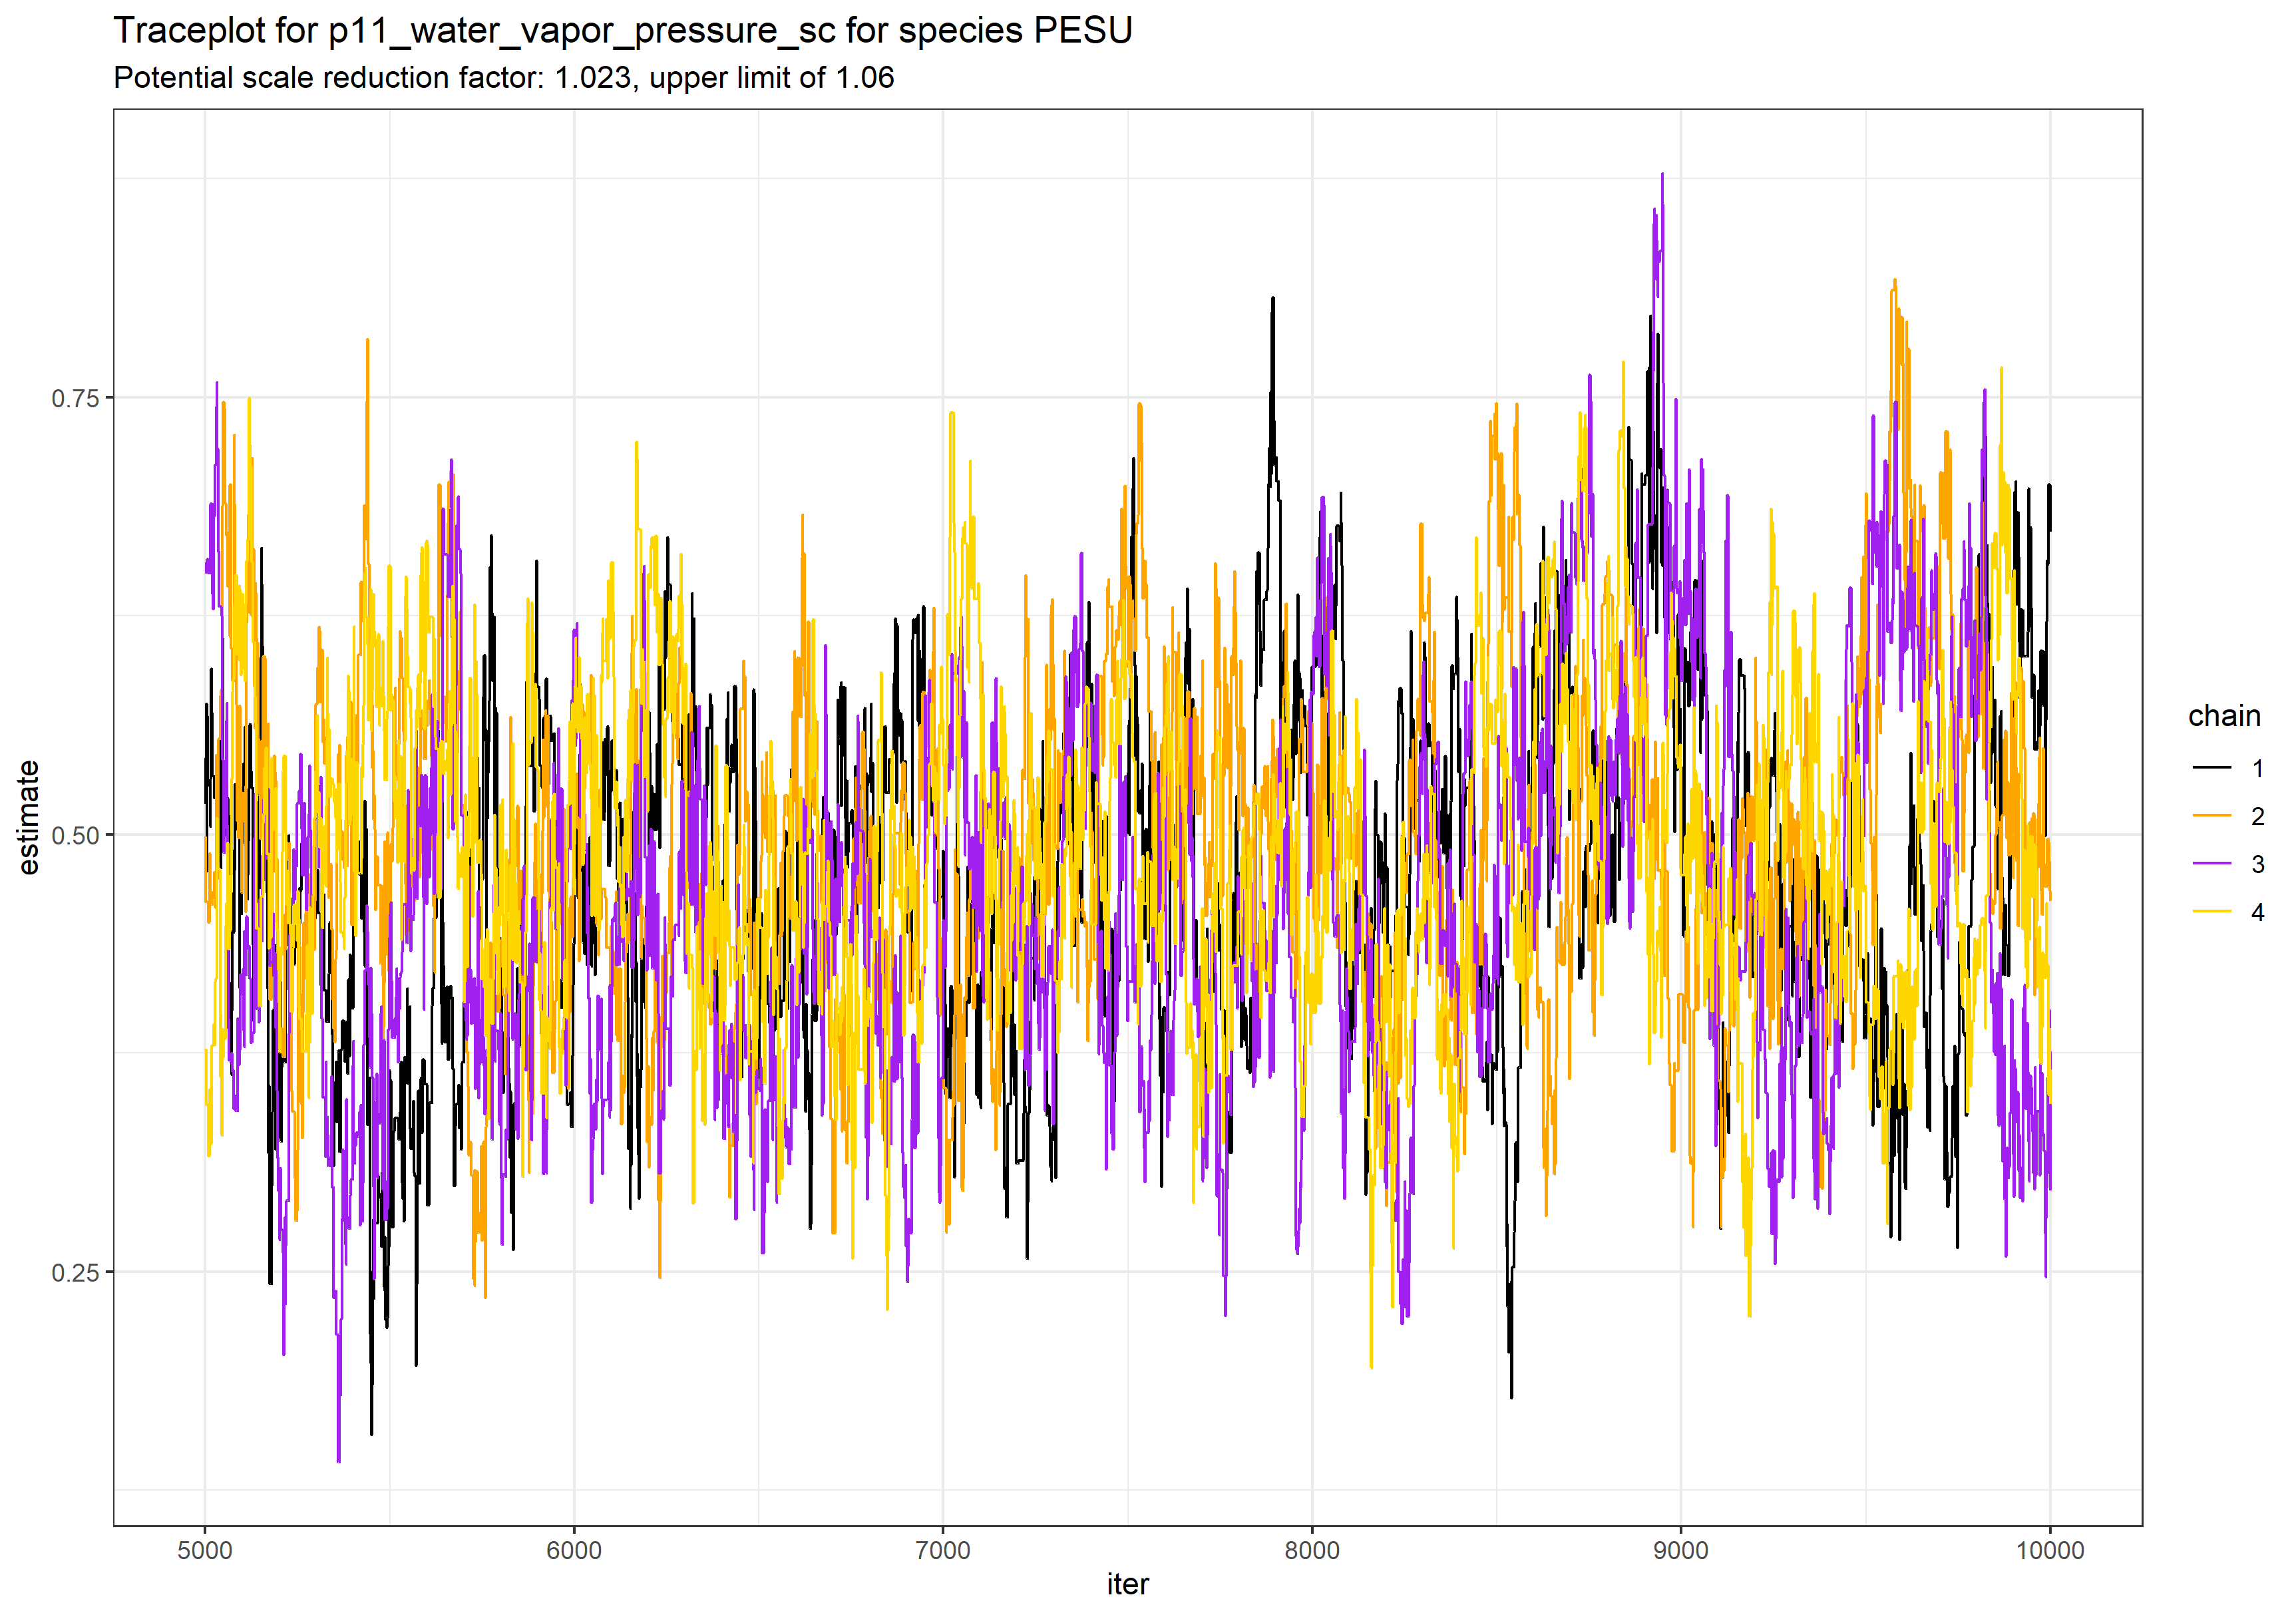 Traceplot for p11_water_vapor_pressure_sc for species PESU
Potential scale reduction factor: 1.023, upper limit of 1.06
0.75
0.50
0.25
estimate
5000 6000 7000 8000 9000 10000
iter
chain
1
2
3
4